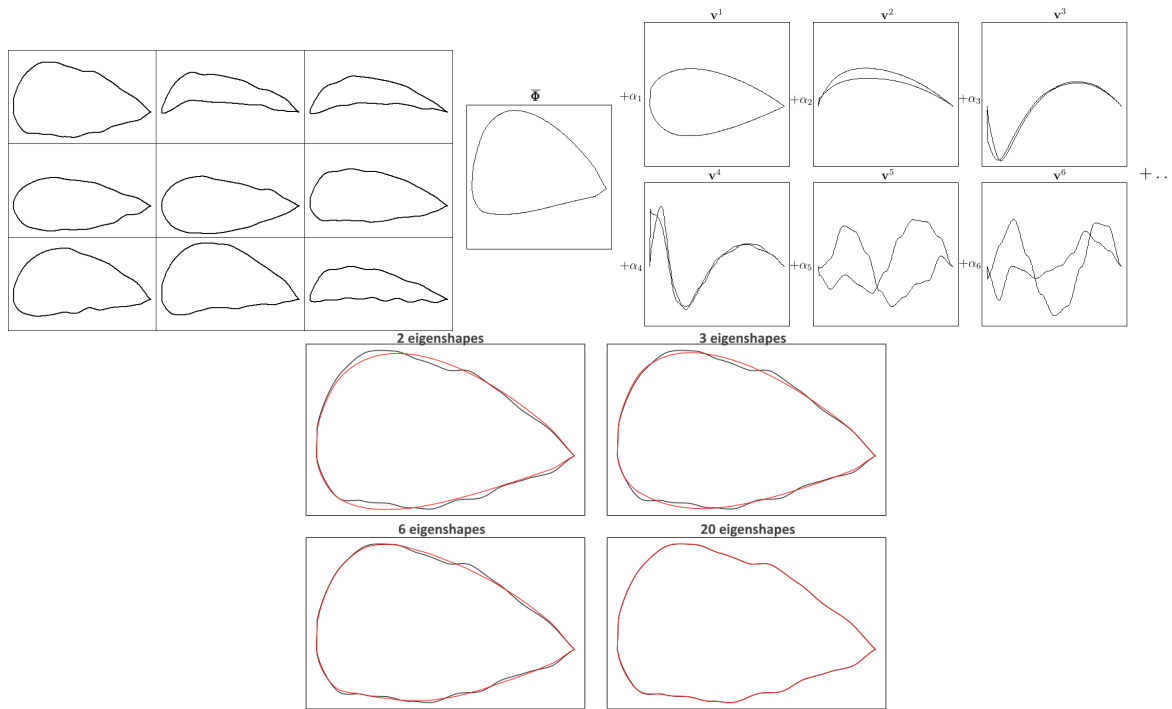 v¹
v²
v³
Φ̅
+α₁
+α₂
+α₃
+ ..
v⁴
v⁵
v⁶
+α₄
+α₅
+α₆
2 eigenshapes
3 eigenshapes
6 eigenshapes
20 eigenshapes